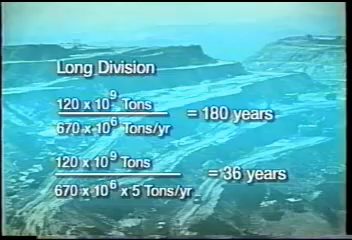 Long Division
120 x 10⁹ Tons
670 x 10⁶ Tons/yr
= 180 years
120 x 10⁹ Tons
670 x 10⁶ x 5 Tons/yr
= 36 years